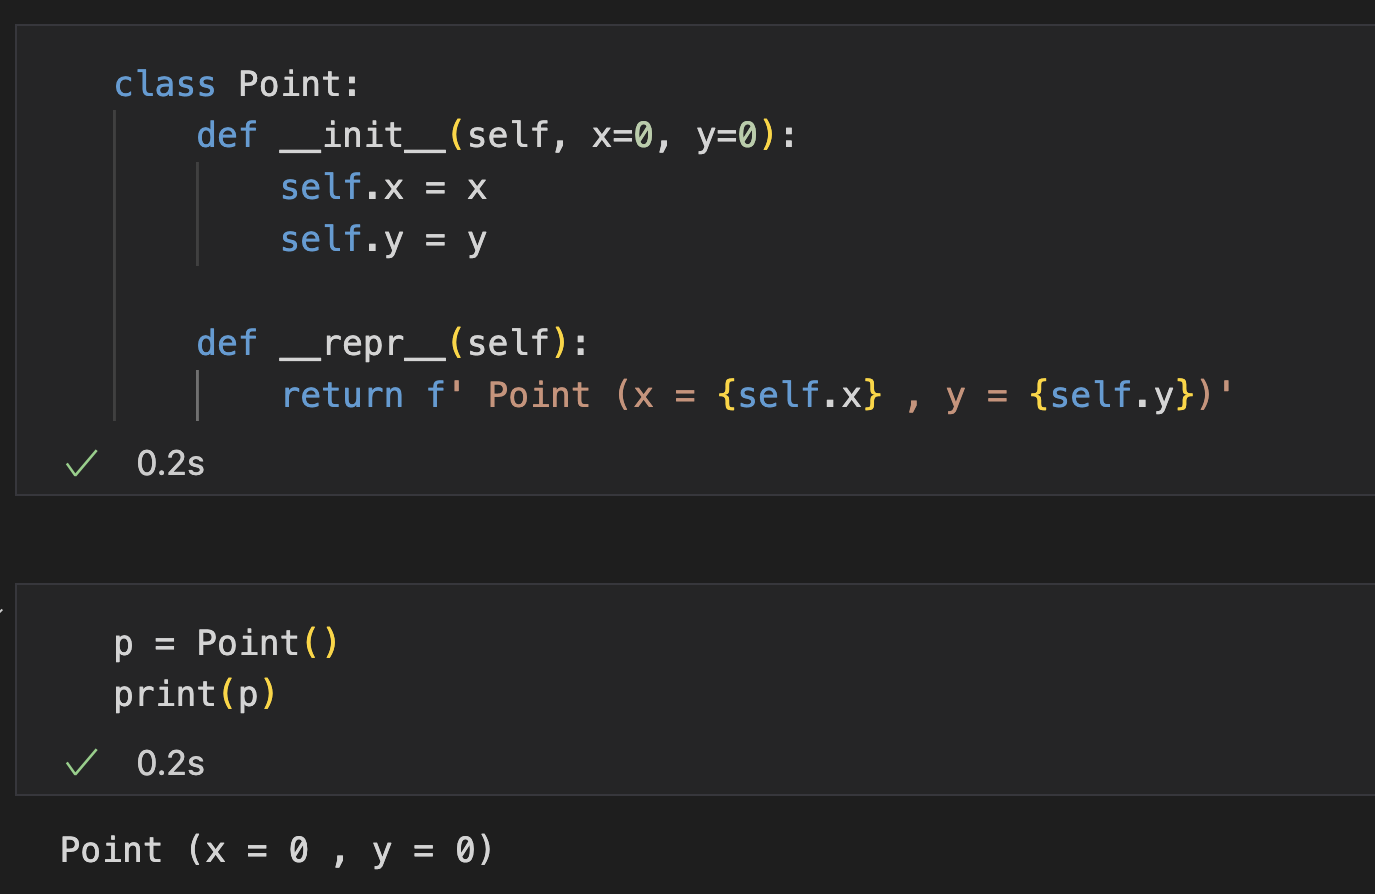 class Point:
    def __init__(self, x=0, y=0):
        self.x = x
        self.y = y

    def __repr__(self):
        return f' Point (x = {self.x} , y = {self.y})'
✓ 0.2s
p = Point()
print(p)
✓ 0.2s
Point (x = 0 , y = 0)